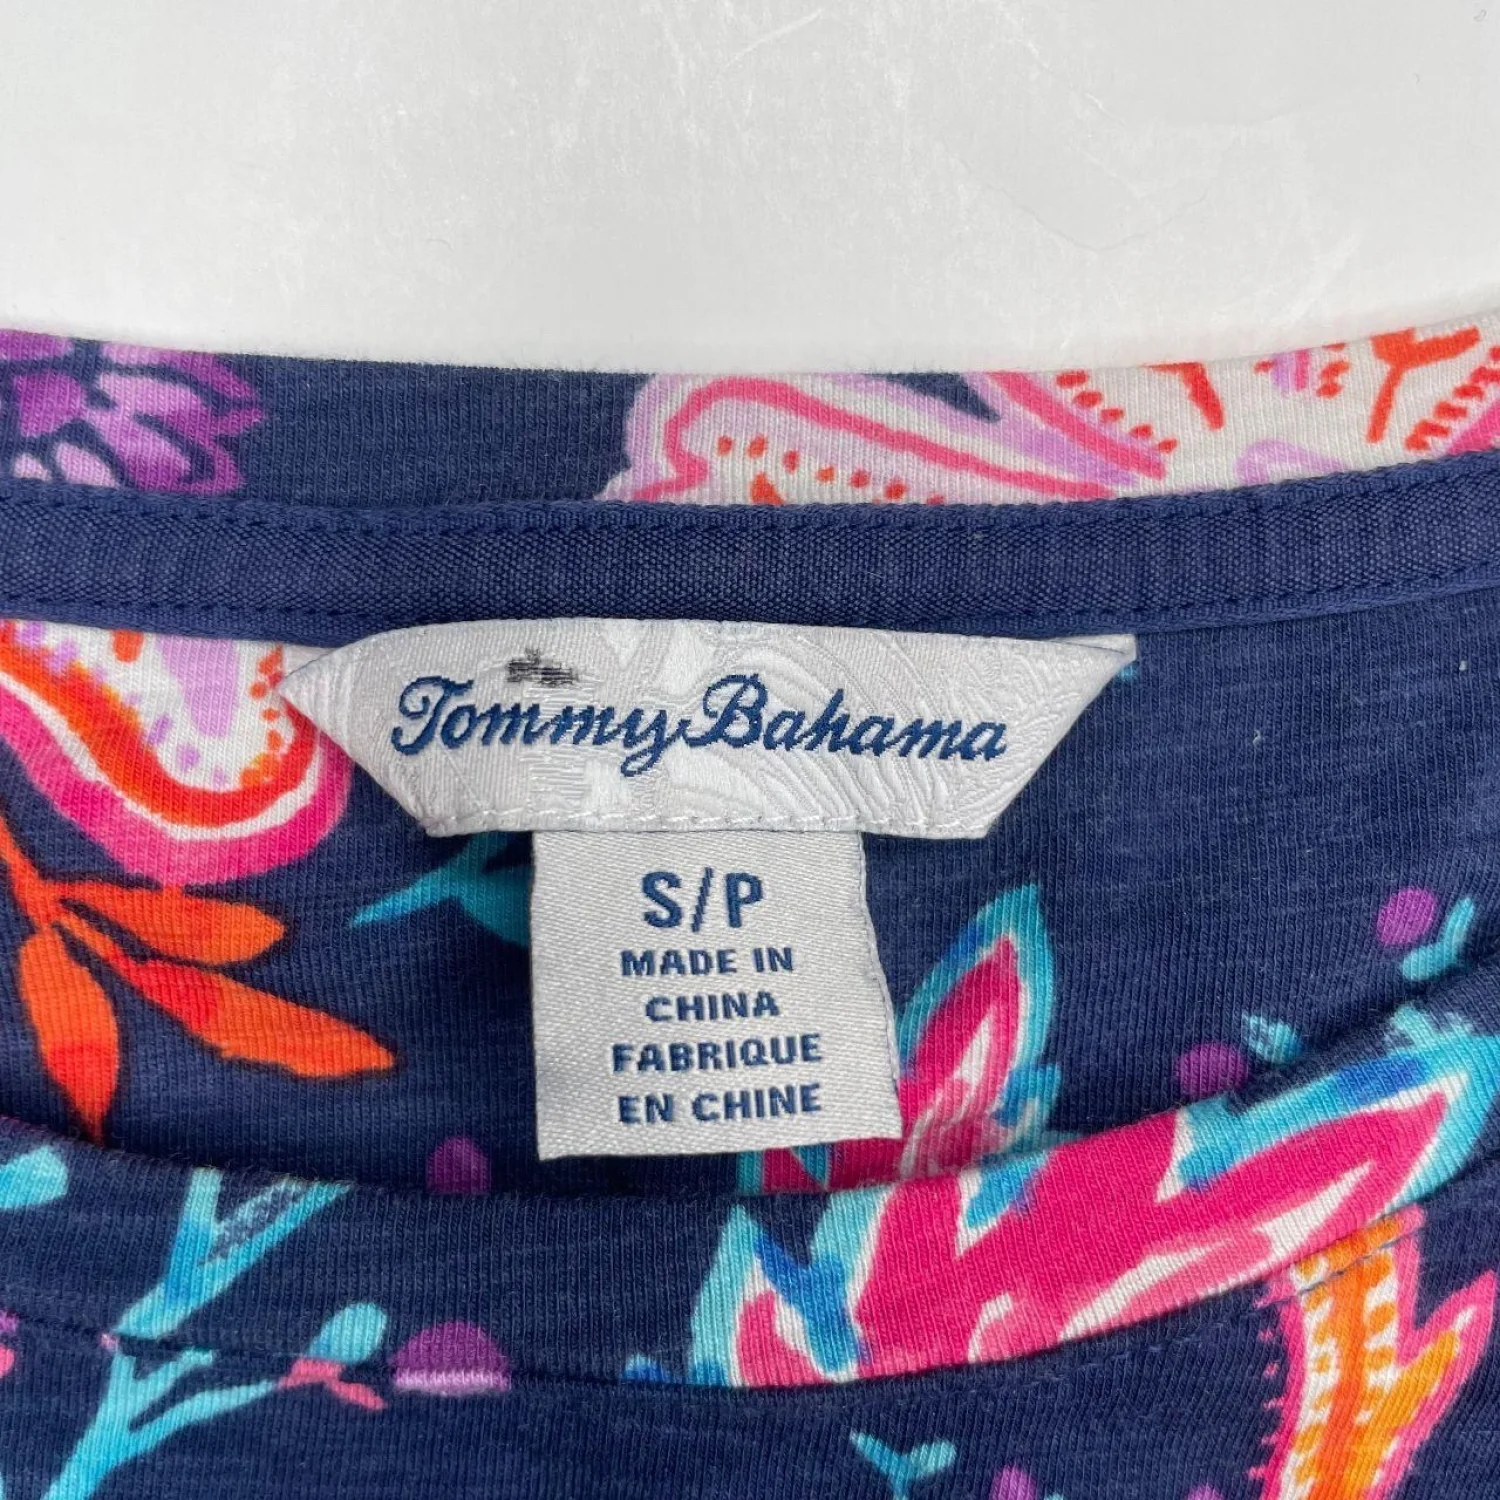 Tommy Bahama
S/P
MADE IN
CHINA
FABRIQUE
EN CHINE